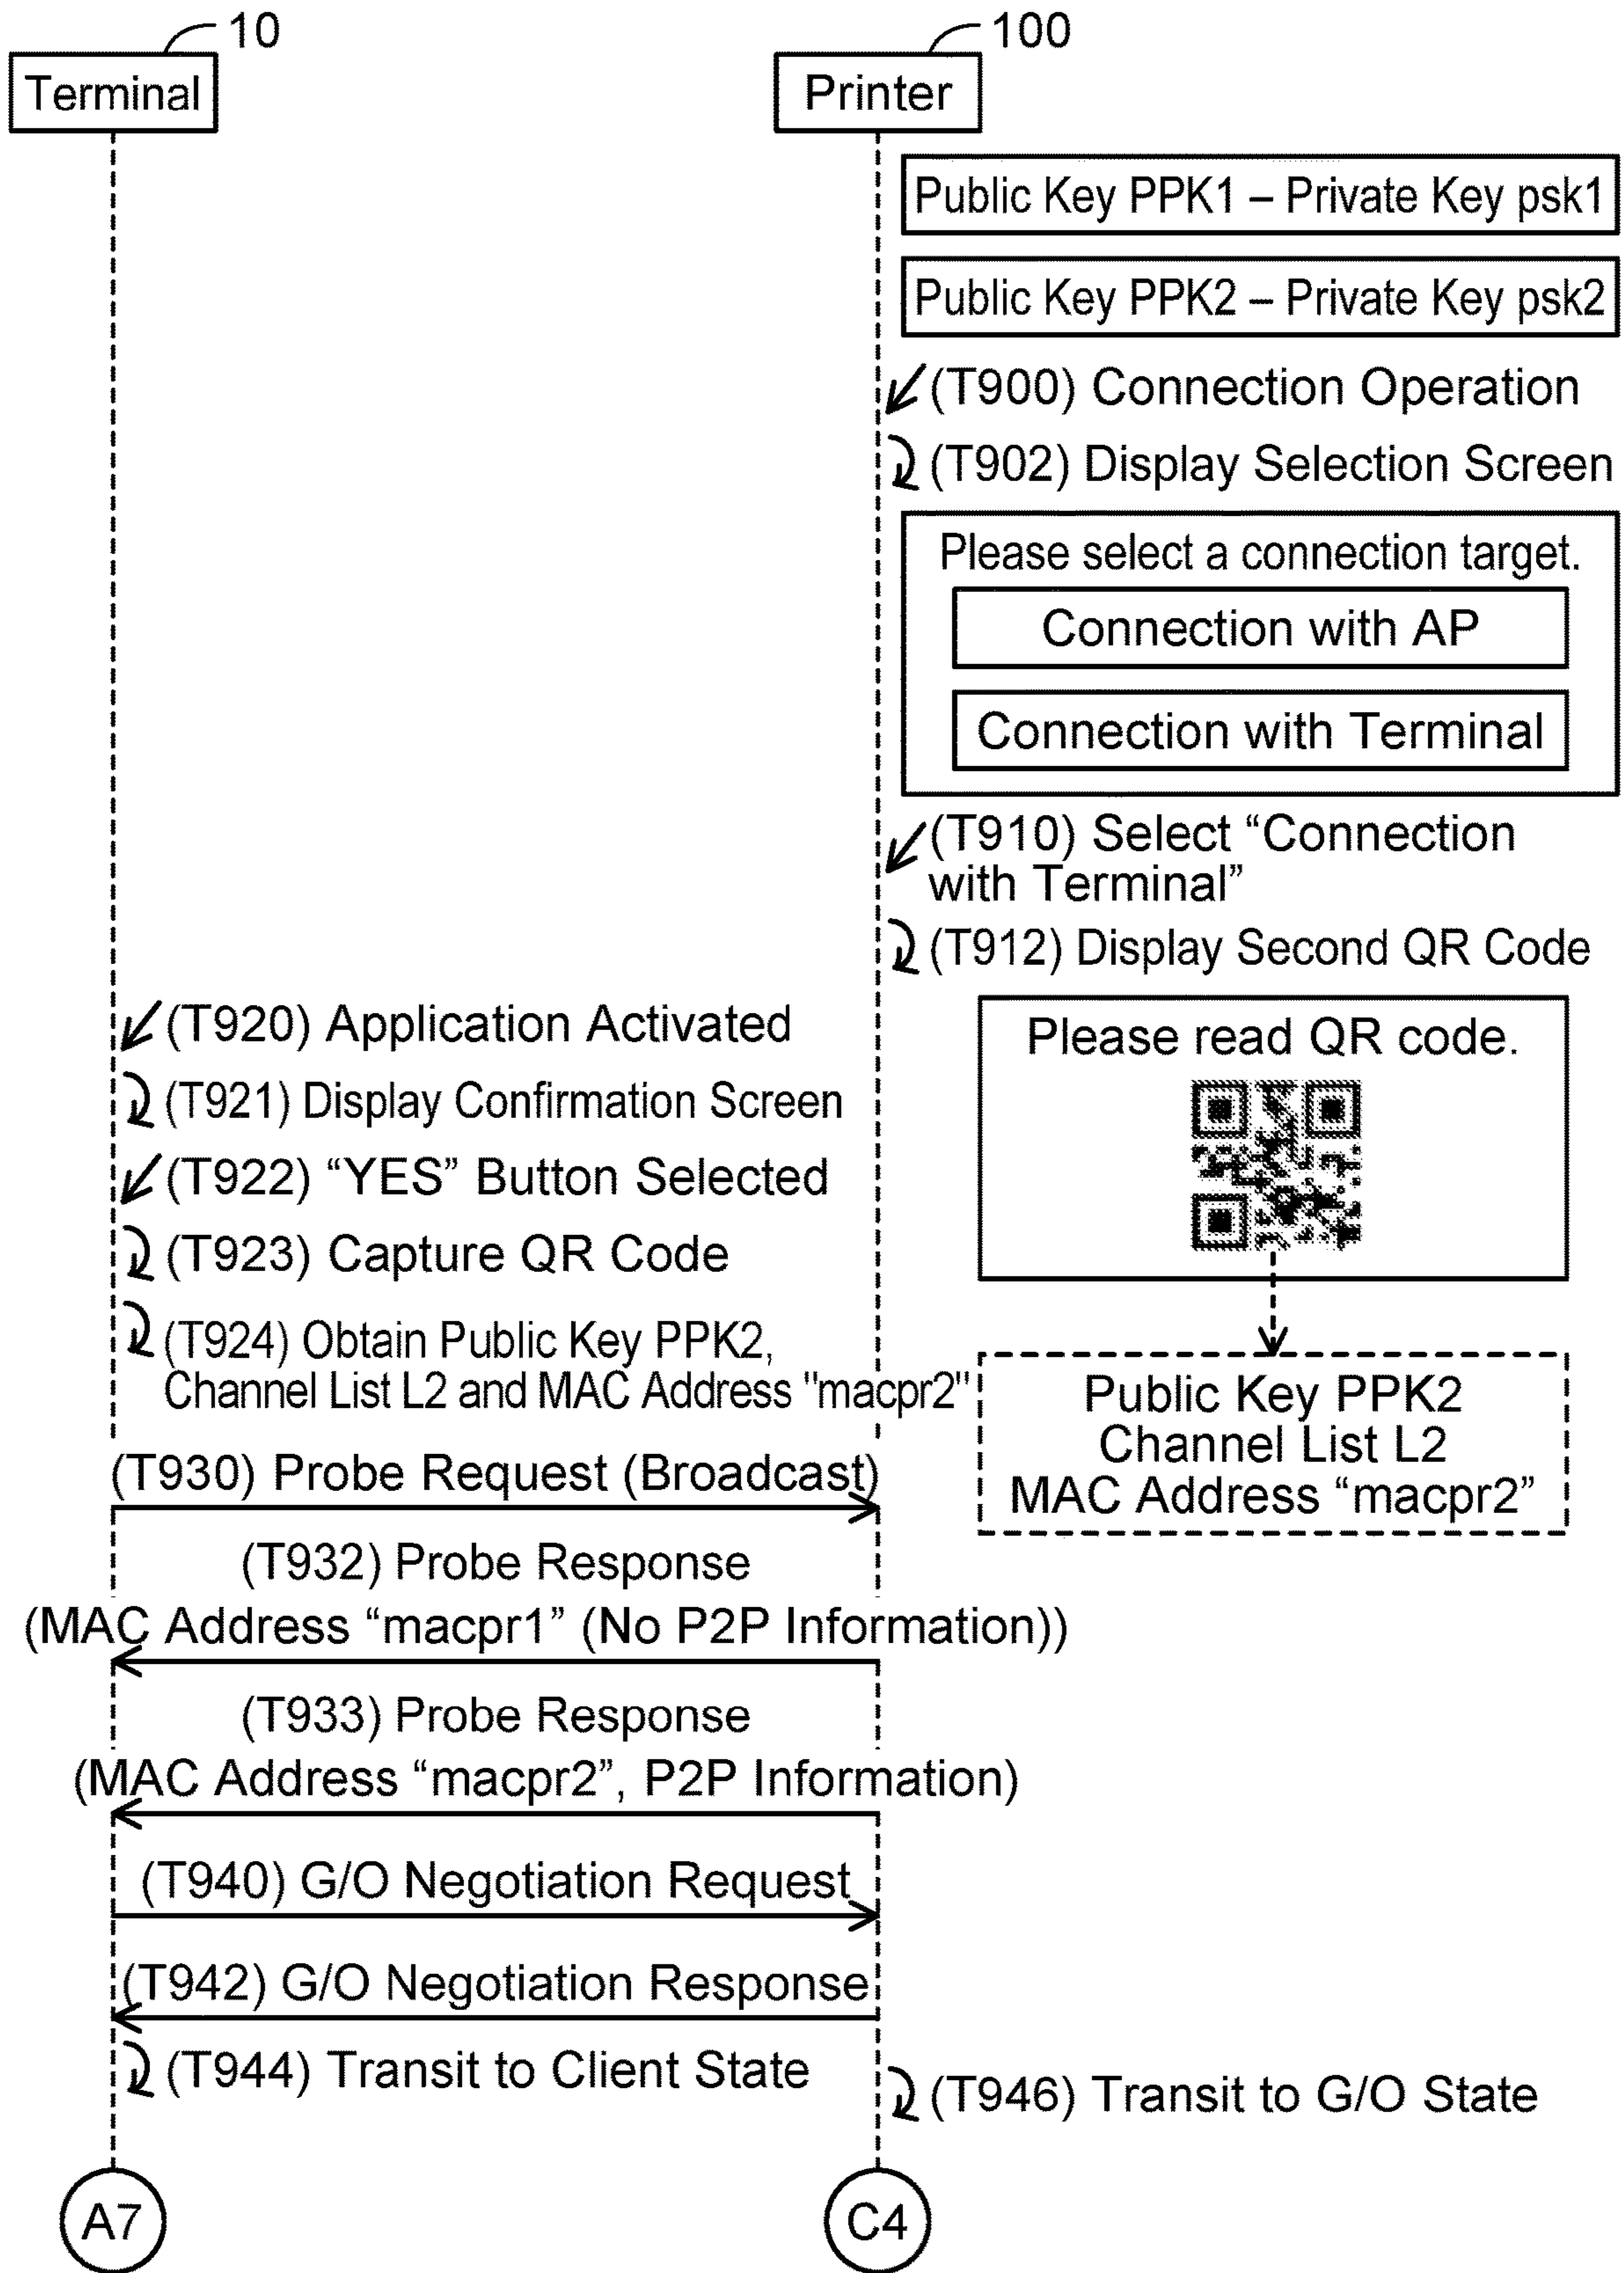 10
100
Terminal
Printer
Public Key PPK1 – Private Key psk1
Public Key PPK2 – Private Key psk2
(T900) Connection Operation
(T902) Display Selection Screen
Please select a connection target.
Connection with AP
Connection with Terminal
(T910) Select “Connection
with Terminal”
(T912) Display Second QR Code
Please read QR code.
(T920) Application Activated
(T921) Display Confirmation Screen
(T922) “YES” Button Selected
(T923) Capture QR Code
(T924) Obtain Public Key PPK2,
Channel List L2 and MAC Address "macpr2"
Public Key PPK2
Channel List L2
MAC Address “macpr2”
(T930) Probe Request (Broadcast)
(T932) Probe Response
(MAC Address “macpr1” (No P2P Information))
(T933) Probe Response
(MAC Address “macpr2”, P2P Information)
(T940) G/O Negotiation Request
(T942) G/O Negotiation Response
(T944) Transit to Client State
(T946) Transit to G/O State
A7
C4